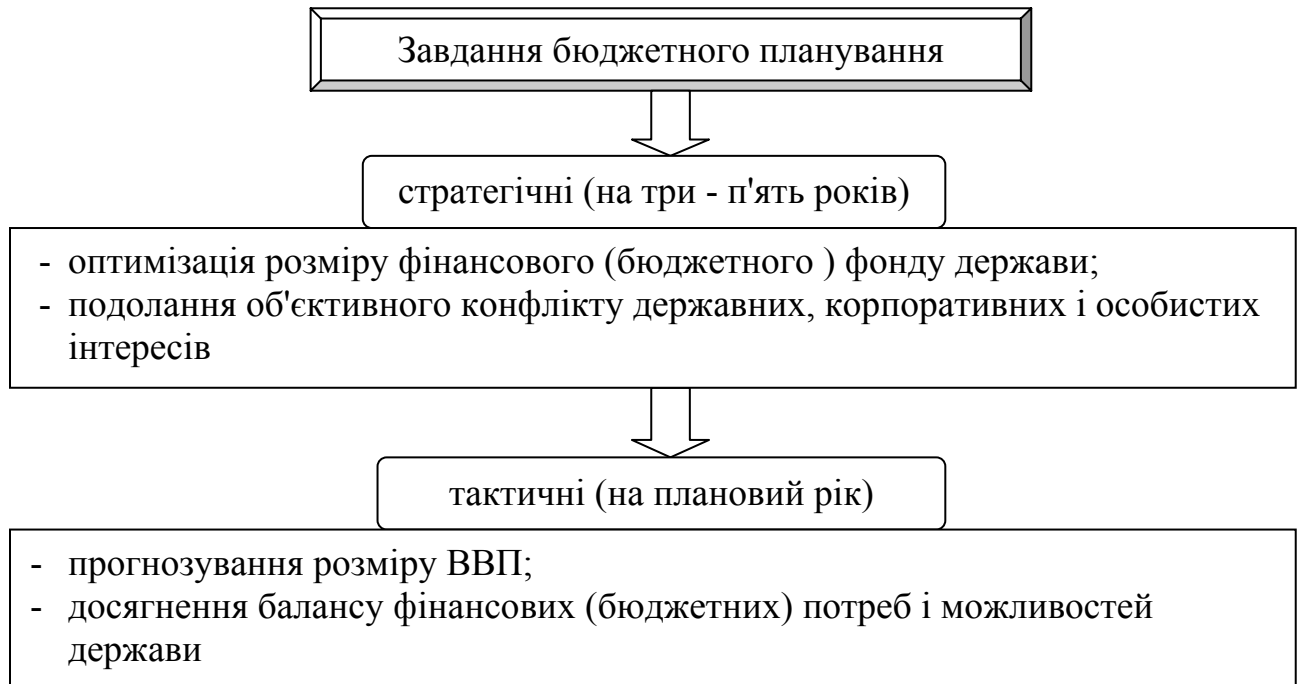 Завдання бюджетного планування
стратегічні (на три - п'ять років)
- оптимізація розміру фінансового (бюджетного ) фонду держави;
- подолання об'єктивного конфлікту державних, корпоративних і особистих
інтересів
тактичні (на плановий рік)
- прогнозування розміру ВВП;
- досягнення балансу фінансових (бюджетних) потреб і можливостей
держави